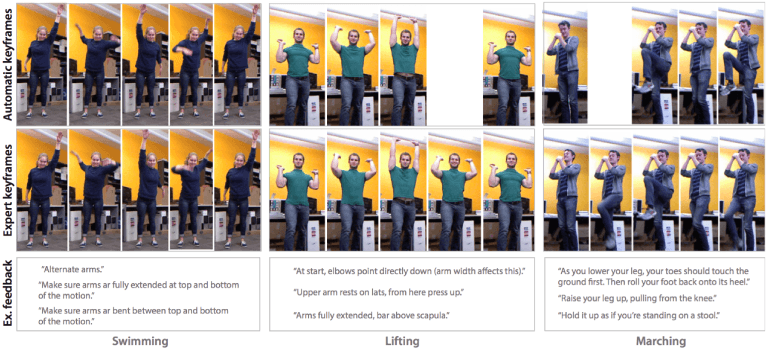 Automatic keyframes
Expert keyframes
Ex. feedback
"Alternate arms."
"Make sure arms ar fully extended at top and bottom
of the motion."
"Make sure arms ar bent between top and bottom
of the motion."
Swimming
"At start, elbows point directly down (arm width affects this)."
"Upper arm rests on lats, from here press up."
"Arms fully extended, bar above scapula."
Lifting
"As you lower your leg, your toes should touch the
ground first. Then roll your foot back onto its heel."
"Raise your leg up, pulling from the knee."
"Hold it up as if you're standing on a stool."
Marching